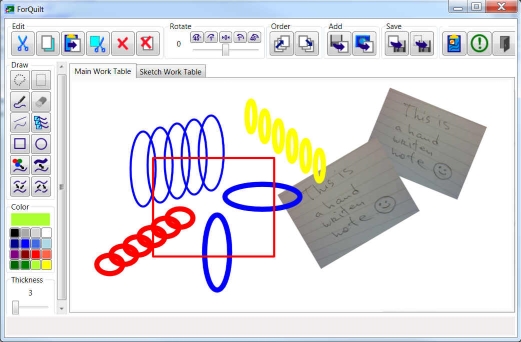 ForQuilt
Edit
Rotate
Order
Add
Save
0
Draw
Main Work Table
Sketch Work Table
This is
a hand
written
note
This is
a hand
written
note
Color
Thickness
3